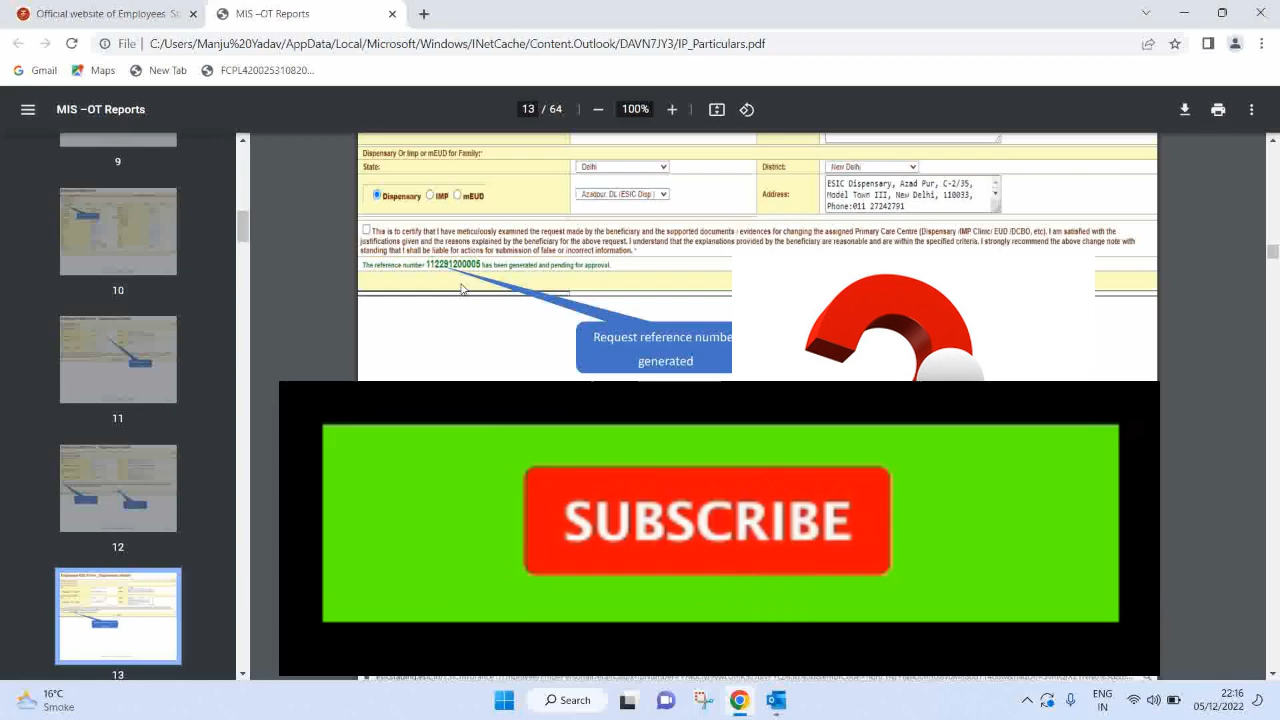 Official website of Employees' St
MIS –OT Reports
File
C:/Users/Manju%20Yadav/AppData/Local/Microsoft/Windows/INetCache/Content.Outlook/DAVN7JY3/IP_Particulars.pdf
Gmail
Maps
New Tab
FCPL420025310820...
MIS –OT Reports
13 / 64
100%
9
10
11
12
13
Dispensary Or Imp or mEUD for Family:*
State:
Delhi
District:
New Delhi
Dispensary
IMP
mEUD
Azadpur, DL (ESIC Disp.)
Address:
ESIC Dispensary, Azad Pur, C-2/35,
Model Town III, New Delhi, 110033,
Phone:011 27242791
This is to certify that I have meticulously examined the request made by the beneficiary and the supported documents / evidences for changing the assigned Primary Care Centre (Dispensary /IMP Clinic/ EUD /DCBO, etc). I am satisfied with the
justifications given and the reasons explained by the beneficiary for the above request. I understand that the explanations provided by the beneficiary are reasonable and are within the specified criteria. I strongly recommend the above change note with
standing that I shall be liable for actions for submission of false or incorrect information. *
The reference number 112291200005 has been generated and pending for approval.
Request reference numbe
generated
SUBSCRIBE
16°C
Smoke
Search
ENG
IN
22:16
05/12/2022